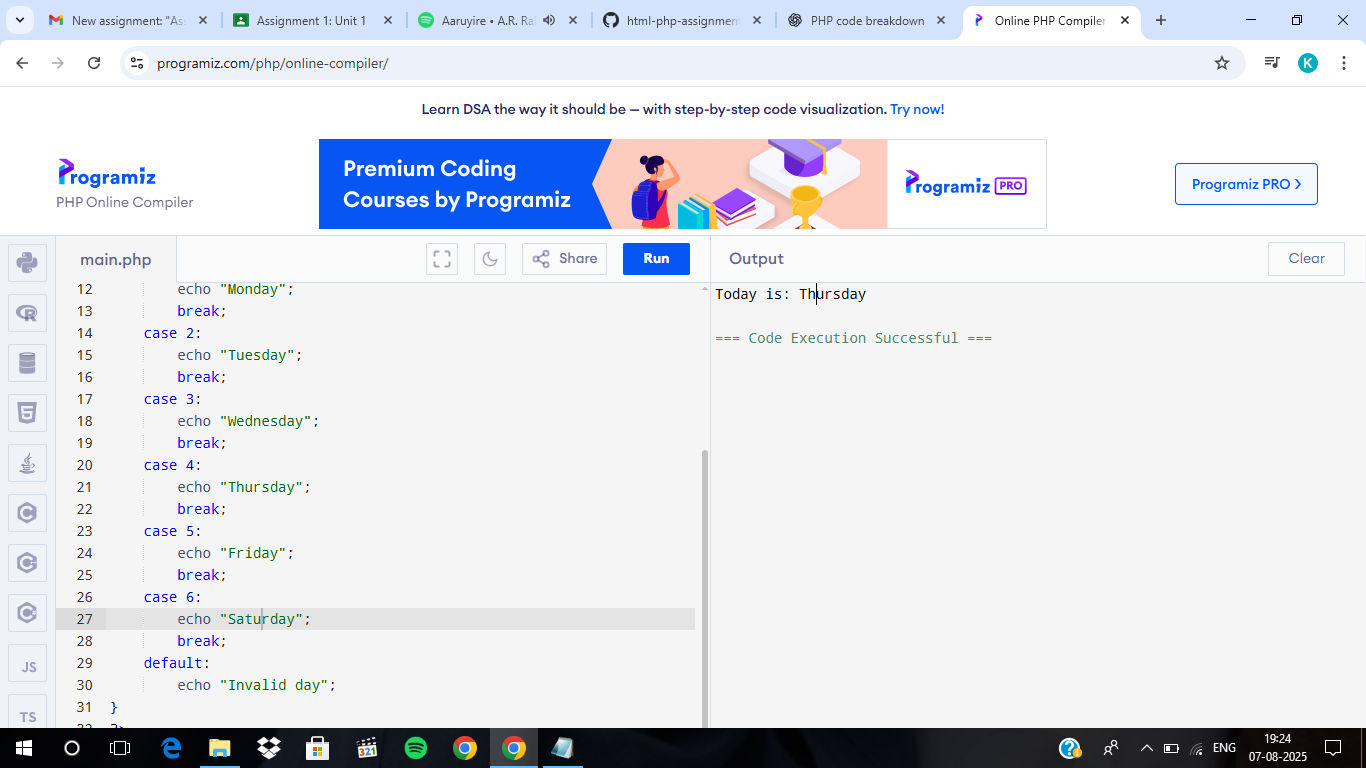 New assignment: "Ass
Assignment 1: Unit 1
Aaruyire • A.R. Ra
html-php-assignmen
PHP code breakdown
Online PHP Compiler
programiz.com/php/online-compiler/
K
Learn DSA the way it should be — with step-by-step code visualization. Try now!
Programiz
PHP Online Compiler
Premium Coding
Courses by Programiz
Programiz PRO
Programiz PRO >
main.php
Share
Run
Output
Clear
12 echo "Monday";
13 break;
14 case 2:
15 echo "Tuesday";
16 break;
17 case 3:
18 echo "Wednesday";
19 break;
20 case 4:
21 echo "Thursday";
22 break;
23 case 5:
24 echo "Friday";
25 break;
26 case 6:
27 echo "Saturday";
28 break;
29 default:
30 echo "Invalid day";
31 }
32 ?>
Today is: Thursday
=== Code Execution Successful ===
JS
TS
321
ENG
19:24
07-08-2025